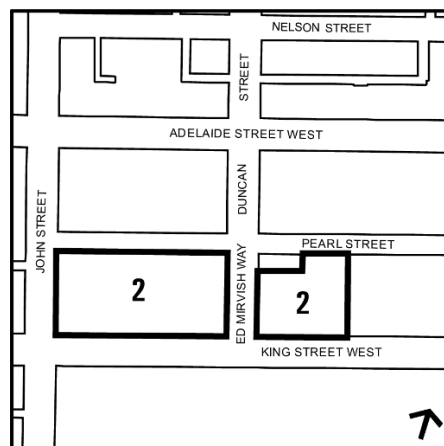 NELSON STREET
STREET
ADELAIDE STREET WEST
DUNCAN
JOHN STREET
PEARL STREET
ED MIRVISH WAY
2
2
KING STREET WEST